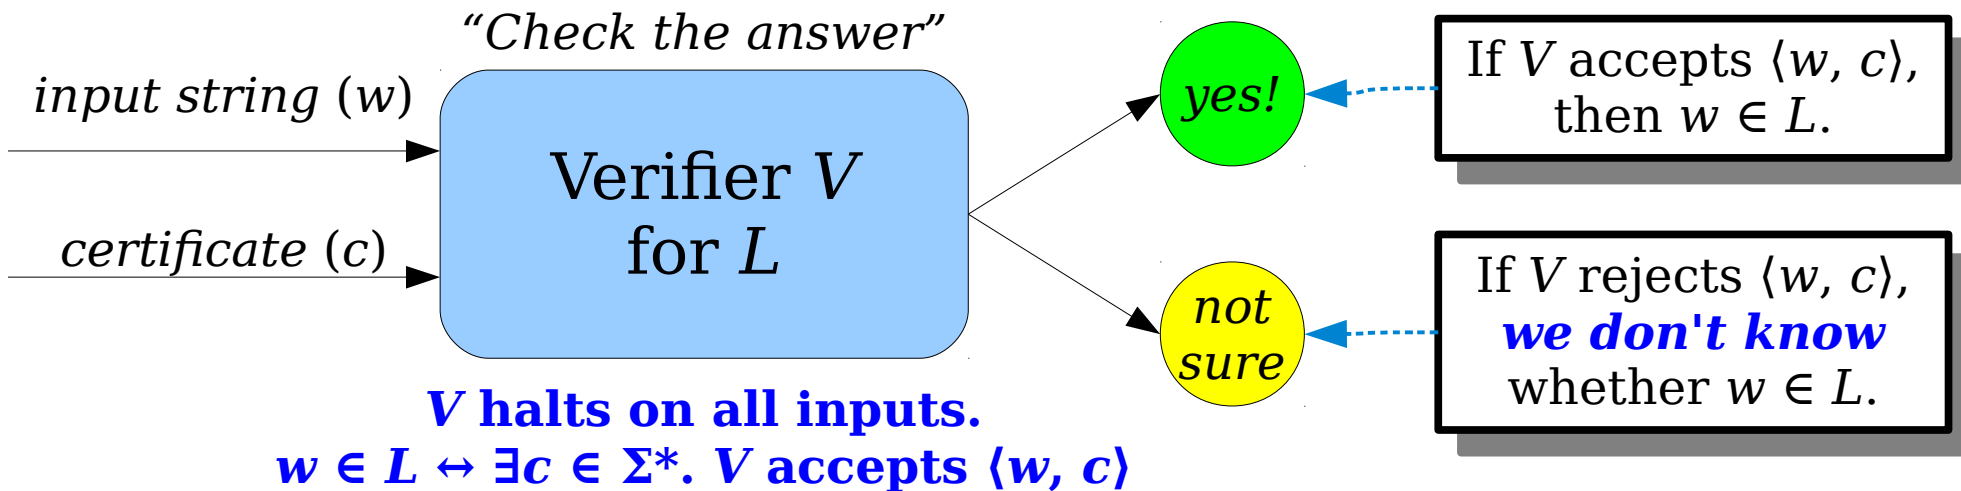 “Check the answer”
input string (w)
certificate (c)
Verifier V
for L
yes!
not
sure
If V accepts ⟨w, c⟩,
then w ∈ L.
If V rejects ⟨w, c⟩,
we don't know
whether w ∈ L.
V halts on all inputs.
w ∈ L ↔ ∃c ∈ Σ*. V accepts ⟨w, c⟩